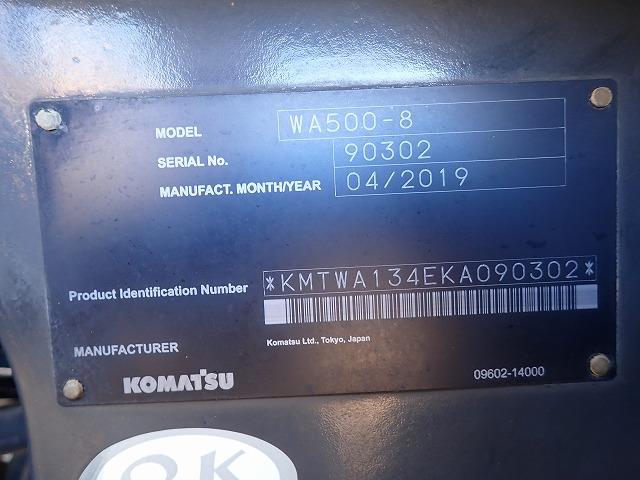 MODEL WA500-8
SERIAL No. 90302
MANUFACT. MONTH/YEAR 04/2019
Product Identification Number *KMTWA134EKA090302*
MANUFACTURER Komatsu Ltd., Tokyo, Japan
KOMATSU 09602-14000
OK